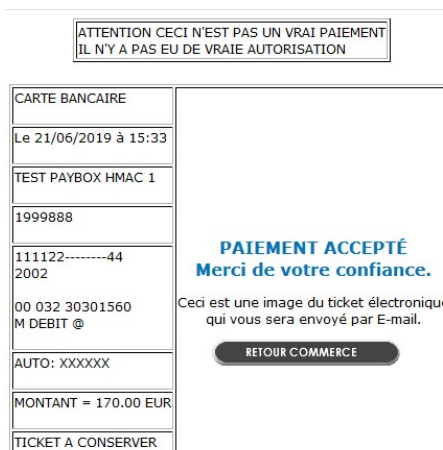 ATTENTION CECI N'EST PAS UN VRAI PAIEMENT
IL N'Y A PAS EU DE VRAIE AUTORISATION
CARTE BANCAIRE
Le 21/06/2019 à 15:33
TEST PAYBOX HMAC 1
1999888
111122--------44
2002
00 032 30301560
M DEBIT @
AUTO: XXXXXX
MONTANT = 170.00 EUR
TICKET A CONSERVER
PAIEMENT ACCEPTÉ
Merci de votre confiance.
Ceci est une image du ticket électronique
qui vous sera envoyé par E-mail.
RETOUR COMMERCE